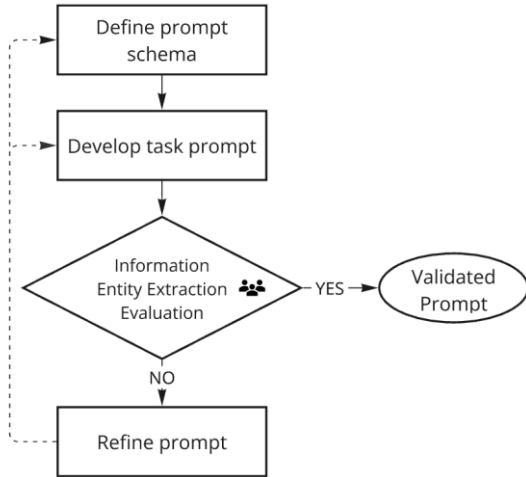 Define prompt
schema
Develop task prompt
Information
Entity Extraction
Evaluation
YES
Validated
Prompt
NO
Refine prompt